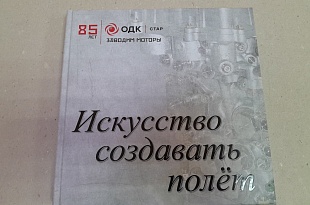 85 ЛЕТ ОДК СТАР
ЗАВОДИМ МОТОРЫ
Искусство
создавать
полёт